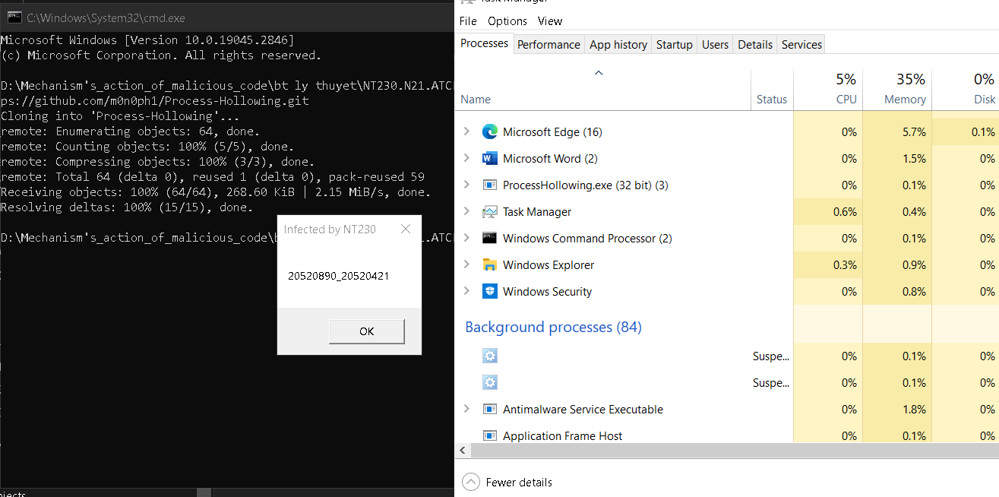 C:\Windows\System32\cmd.exe
Microsoft Windows [Version 10.0.19045.2846]
(c) Microsoft Corporation. All rights reserved.
D:\Mechanism's_action_of_malicious_code\bt ly thuyet\NT230.N21.ATC
ps://github.com/m0n0ph1/Process-Hollowing.git
Cloning into 'Process-Hollowing'...
remote: Enumerating objects: 64, done.
remote: Counting objects: 100% (5/5), done.
remote: Compressing objects: 100% (3/3), done.
remote: Total 64 (delta 0), reused 1 (delta 0), pack-reused 59
Receiving objects: 100% (64/64), 268.60 KiB | 2.15 MiB/s, done.
Resolving deltas: 100% (15/15), done.
D:\Mechanism's_action_of_malicious_code\b .ATC
Infected by NT230
20520890_20520421
OK
Task Manager
File Options View
Processes Performance App history Startup Users Details Services
5% 35% 0%
Name Status CPU Memory Disk
Microsoft Edge (16) 0% 5.7% 0.1%
Microsoft Word (2) 0% 1.5% 0%
ProcessHollowing.exe (32 bit) (3) 0% 0.1% 0%
Task Manager 0.6% 0.4% 0%
Windows Command Processor (2) 0% 0.1% 0%
Windows Explorer 0.3% 0.9% 0%
Windows Security 0% 0.8% 0%
Background processes (84)
Suspe... 0% 0.1% 0%
Suspe... 0% 0.1% 0%
Antimalware Service Executable 0% 1.8% 0%
Application Frame Host 0% 0.1% 0%
Fewer details